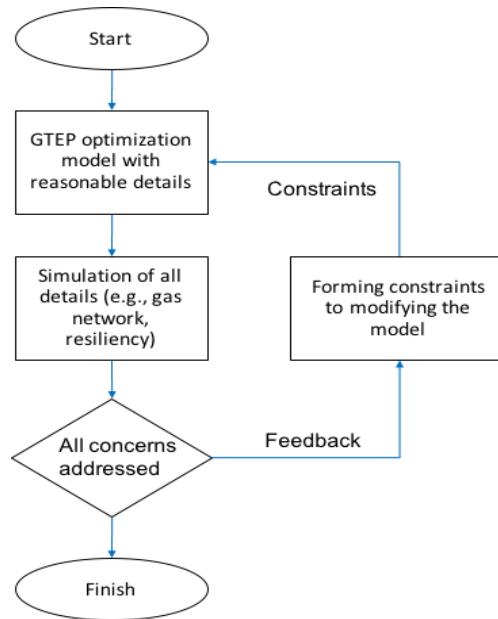 Start
GTEP optimization
model with
reasonable details
Constraints
Simulation of all
details (e.g., gas
network,
resiliency)
Forming constraints
to modifying the
model
All concerns
addressed
Feedback
Finish